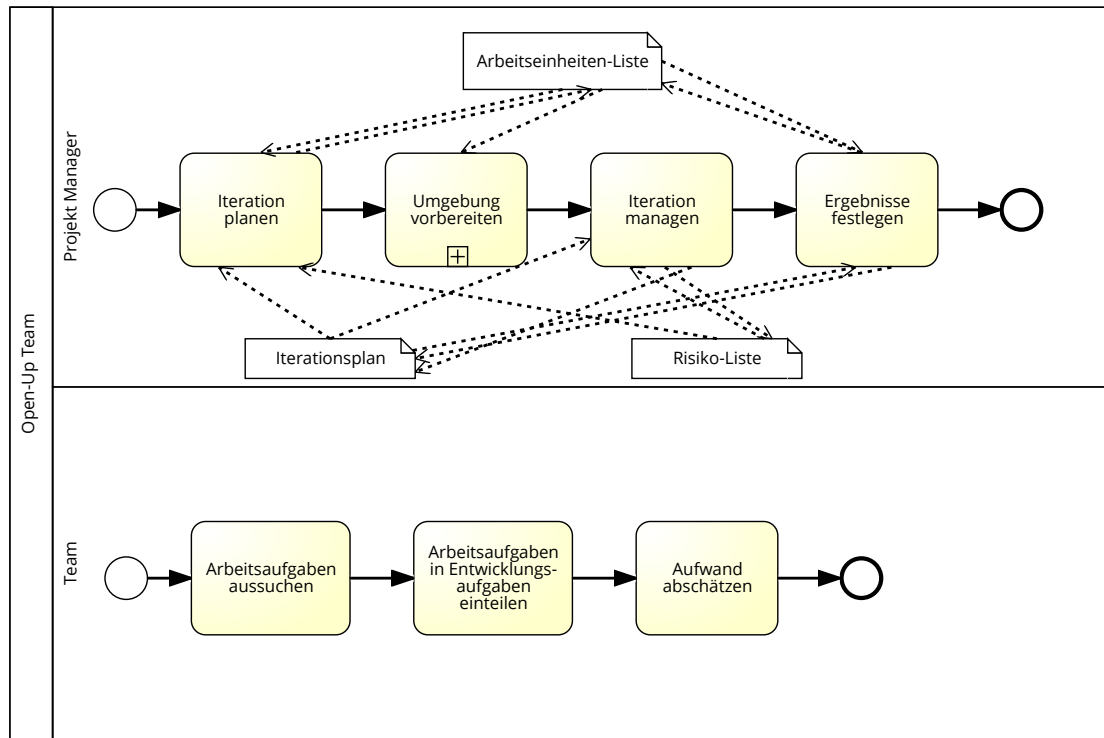 Open-Up Team
Projekt Manager
Arbeitseinheiten-Liste
Iteration
planen
Umgebung
vorbereiten
Iteration
managen
Ergebnisse
festlegen
Iterationsplan
Risiko-Liste
Team
Arbeitsaufgaben
aussuchen
Arbeitsaufgaben
in Entwicklungs-
aufgaben
einteilen
Aufwand
abschätzen